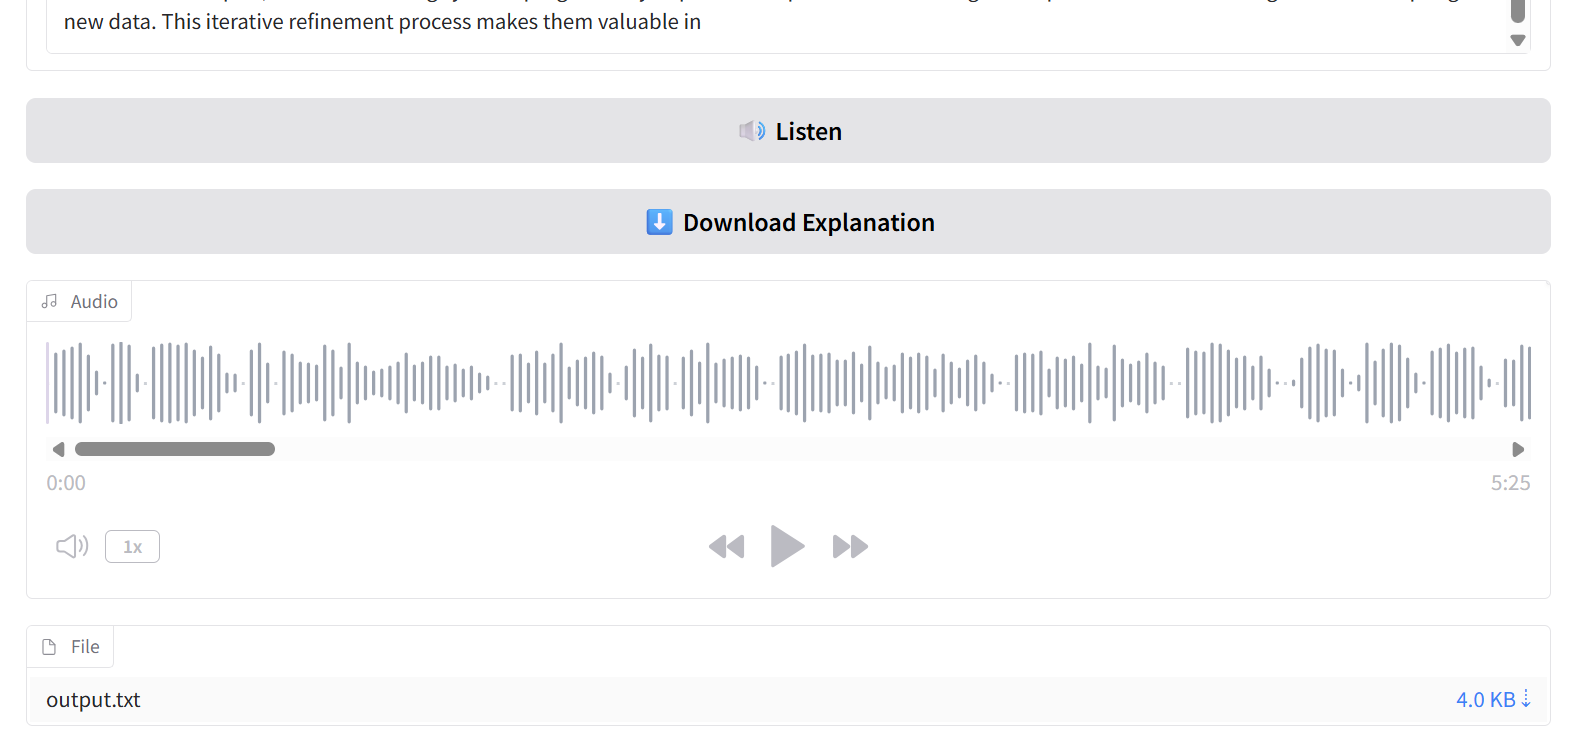 new data. This iterative refinement process makes them valuable in
🔊 Listen
⬇️ Download Explanation
Audio
0:00
5:25
1x
File
output.txt
4.0 KB ⇣